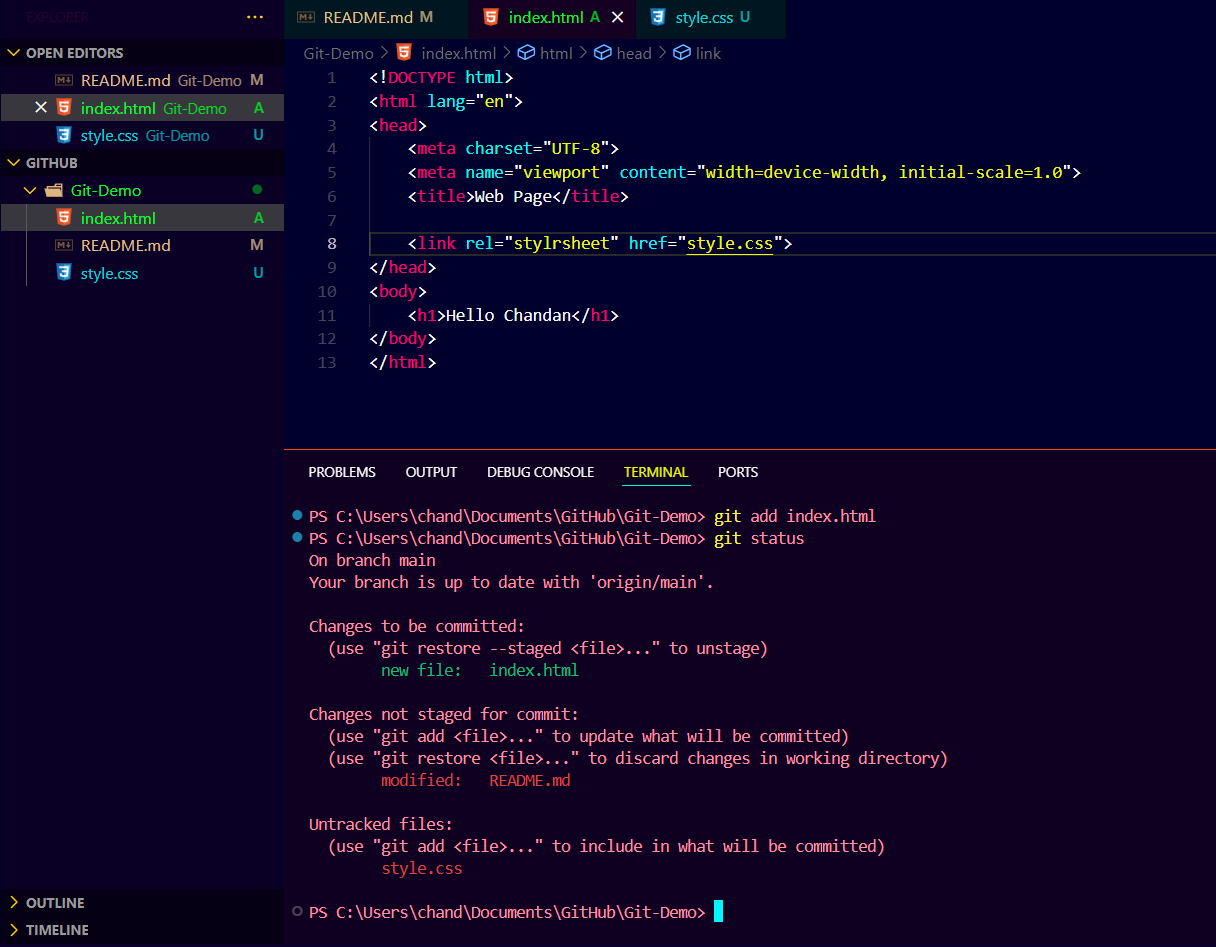 EXPLORER ...
OPEN EDITORS
README.md Git-Demo M
index.html Git-Demo A
style.css Git-Demo U
GITHUB
Git-Demo
index.html A
README.md M
style.css U
OUTLINE
TIMELINE
README.md M index.html A style.css U
Git-Demo > index.html > html > head > link
1 <!DOCTYPE html>
2 <html lang="en">
3 <head>
4 <meta charset="UTF-8">
5 <meta name="viewport" content="width=device-width, initial-scale=1.0">
6 <title>Web Page</title>
7
8 <link rel="stylrsheet" href="style.css">
9 </head>
10 <body>
11 <h1>Hello Chandan</h1>
12 </body>
13 </html>
PROBLEMS OUTPUT DEBUG CONSOLE TERMINAL PORTS
PS C:\Users\chand\Documents\GitHub\Git-Demo> git add index.html
PS C:\Users\chand\Documents\GitHub\Git-Demo> git status
On branch main
Your branch is up to date with 'origin/main'.
Changes to be committed:
(use "git restore --staged <file>..." to unstage)
new file: index.html
Changes not staged for commit:
(use "git add <file>..." to update what will be committed)
(use "git restore <file>..." to discard changes in working directory)
modified: README.md
Untracked files:
(use "git add <file>..." to include in what will be committed)
style.css
PS C:\Users\chand\Documents\GitHub\Git-Demo>